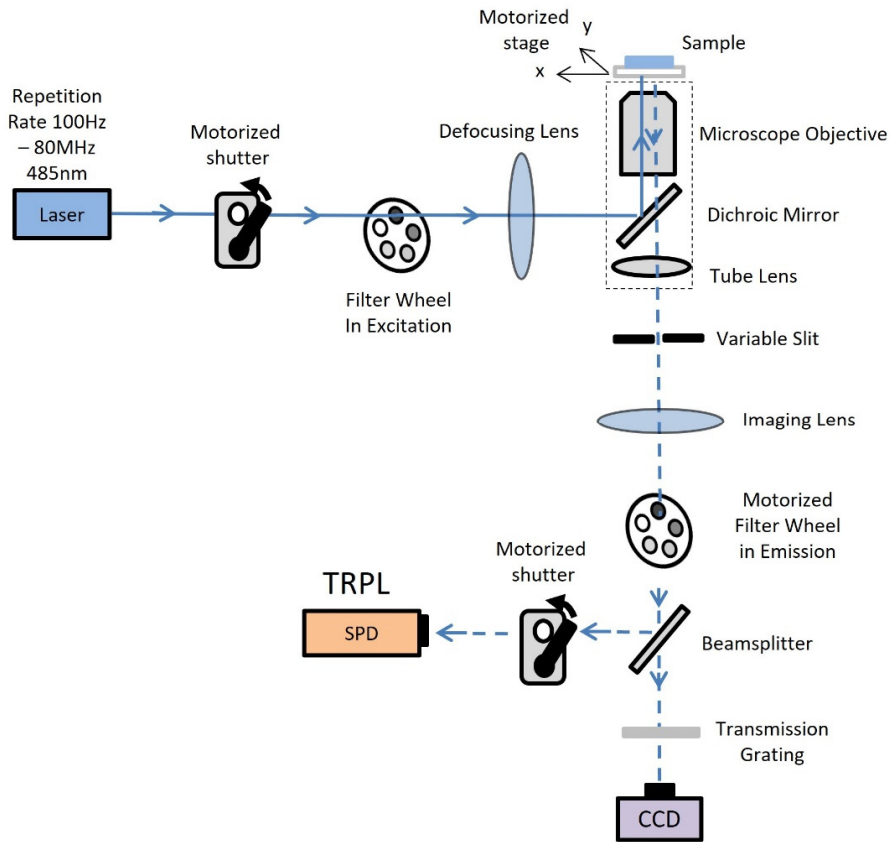 Motorized
stage
y
x
Sample
Repetition
Rate 100Hz
– 80MHz
485nm
Laser
Motorized
shutter
Filter Wheel
In Excitation
Defocusing Lens
Microscope Objective
Dichroic Mirror
Tube Lens
Variable Slit
Imaging Lens
Motorized
Filter Wheel
in Emission
Motorized
shutter
TRPL
SPD
Beamsplitter
Transmission
Grating
CCD